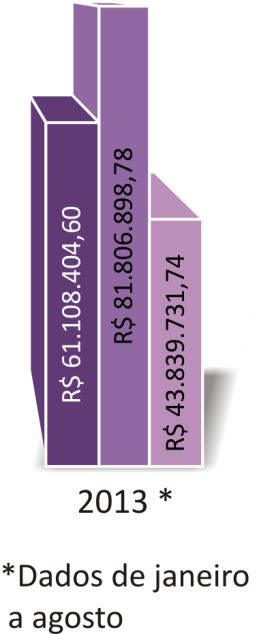 R$ 61.108.404,60
R$ 81.806.898,78
R$ 43.839.731,74
2013 *
*Dados de janeiro
a agosto